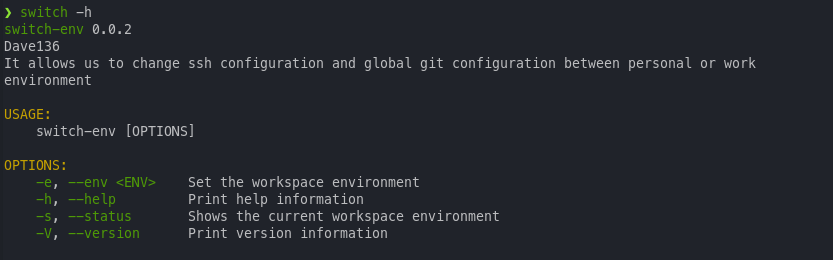 ❯ switch -h
switch-env 0.0.2
Dave136
It allows us to change ssh configuration and global git configuration between personal or work
environment

USAGE:
    switch-env [OPTIONS]

OPTIONS:
    -e, --env <ENV>    Set the workspace environment
    -h, --help         Print help information
    -s, --status       Shows the current workspace environment
    -V, --version      Print version information